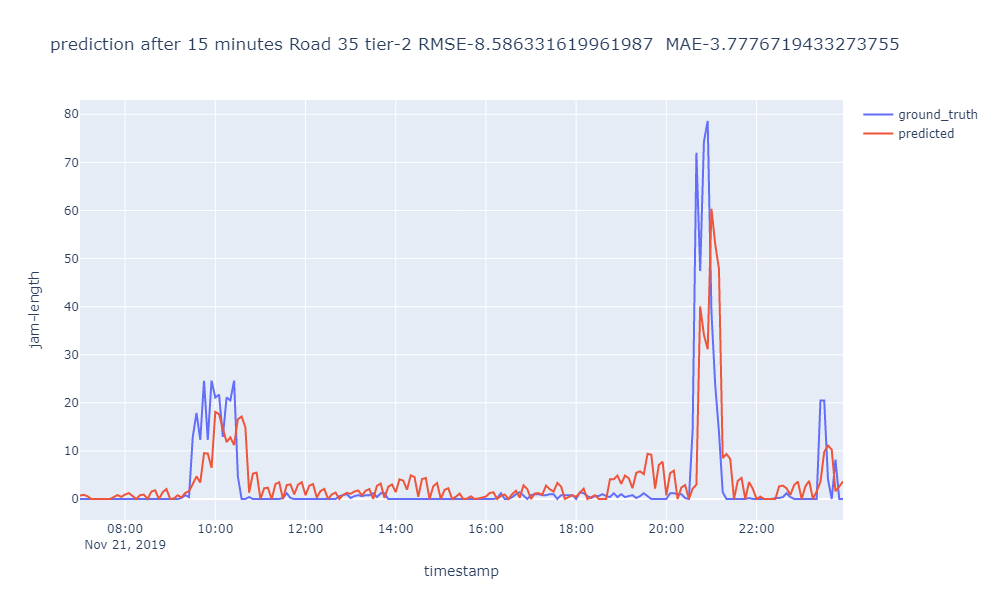 prediction after 15 minutes Road 35 tier-2 RMSE-8.586331619961987  MAE-3.7776719433273755
ground_truth
predicted
80
70
60
50
40
30
20
10
0
jam-length
08:00 10:00 12:00 14:00 16:00 18:00 20:00 22:00
Nov 21, 2019
timestamp